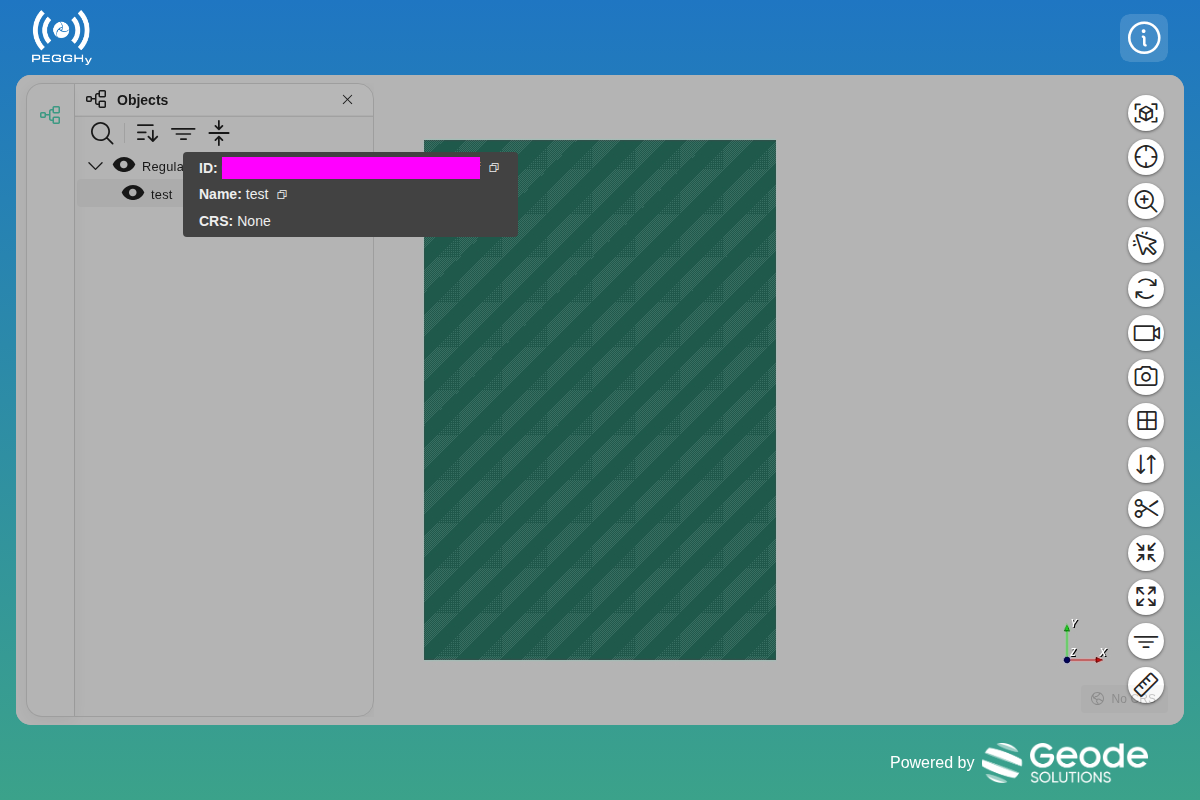 PEGGHy
Objects
Regula
ID:
test
Name: test
CRS: None
Y
Z X
No CRS
Powered by Geode
SOLUTIONS